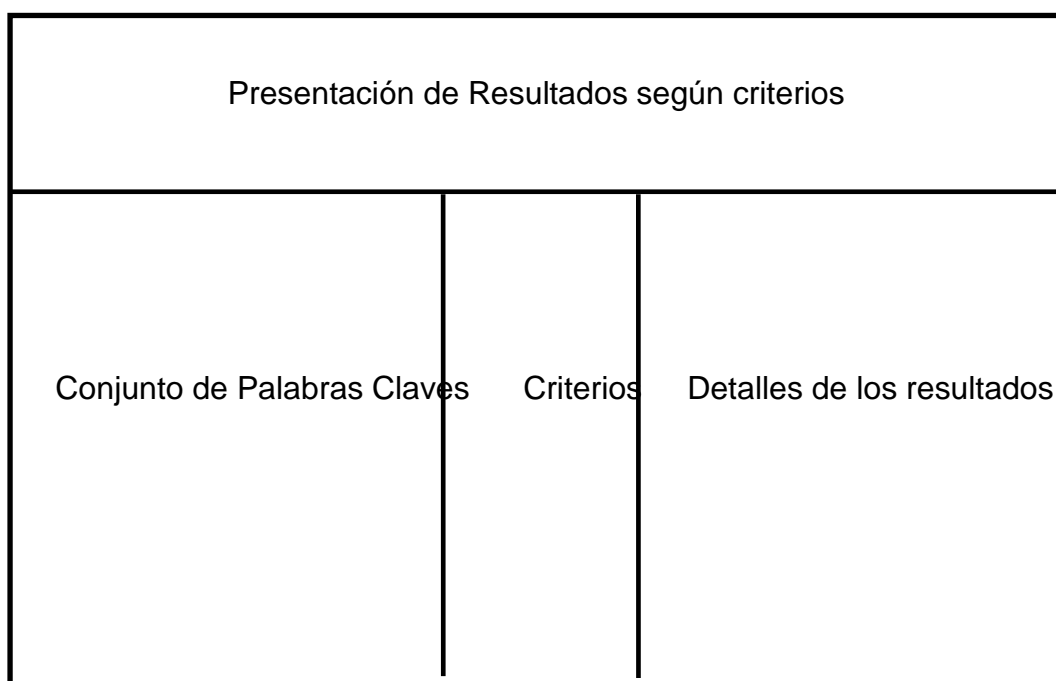 Presentación de Resultados según criterios
Conjunto de Palabras Claves
Criterios
Detalles de los resultados